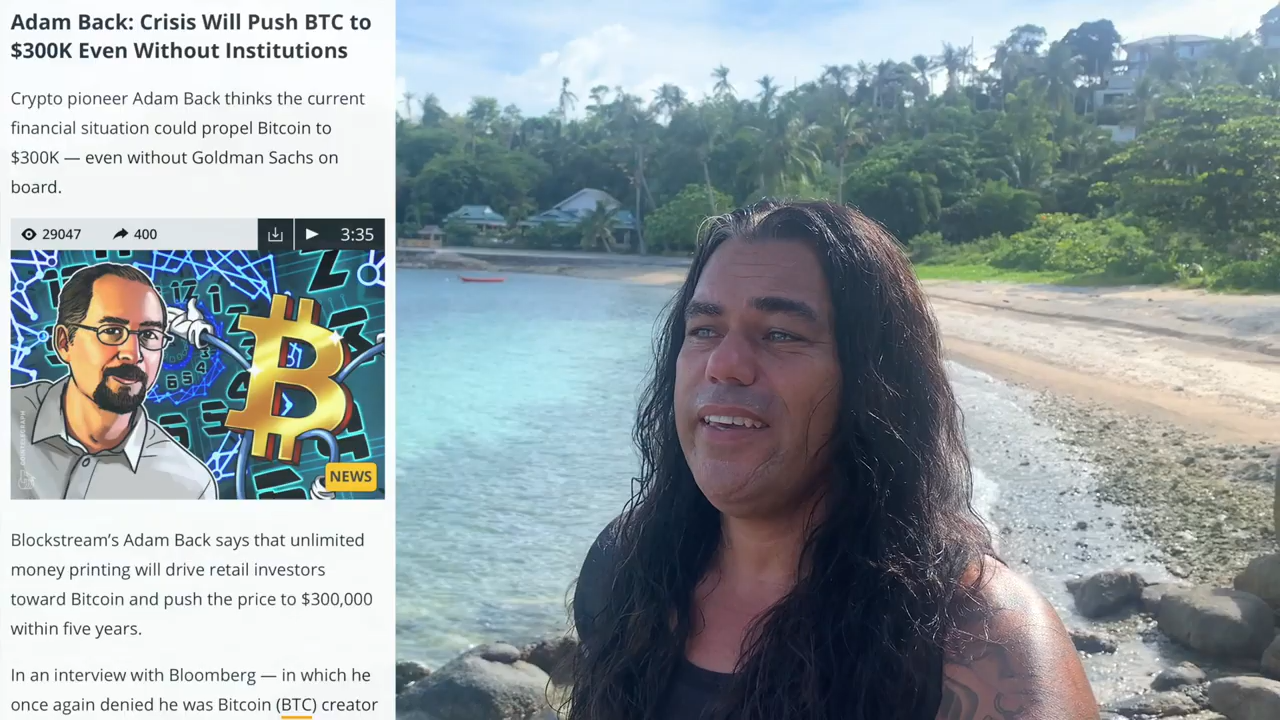 Adam Back: Crisis Will Push BTC to
$300K Even Without Institutions
Crypto pioneer Adam Back thinks the current
financial situation could propel Bitcoin to
$300K — even without Goldman Sachs on
board.
29047 400 3:35
NEWS
Blockstream’s Adam Back says that unlimited
money printing will drive retail investors
toward Bitcoin and push the price to $300,000
within five years.
In an interview with Bloomberg — in which he
once again denied he was Bitcoin (BTC) creator